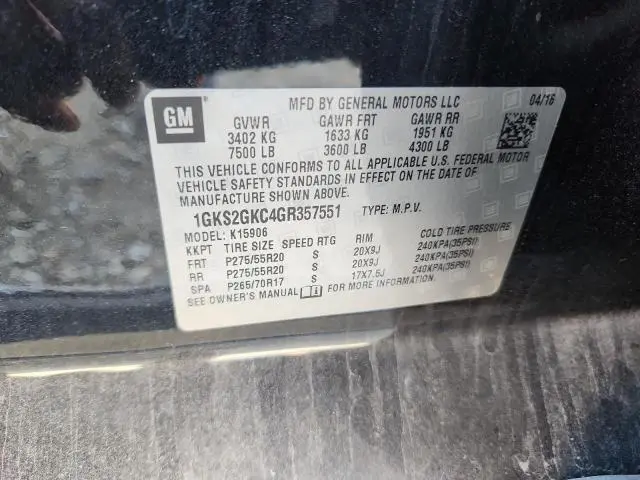 GM
MFD BY GENERAL MOTORS LLC 04/16
GVWR GAWR FRT GAWR RR
3402 KG 1633 KG 1951 KG
7500 LB 3600 LB 4300 LB
THIS VEHICLE CONFORMS TO ALL APPLICABLE U.S. FEDERAL MOTOR
VEHICLE SAFETY STANDARDS IN EFFECT ON THE DATE OF
MANUFACTURE SHOWN ABOVE.
1GKS2GKC4GR357551 TYPE: M.P.V.
MODEL: K15906
KKPT TIRE SIZE SPEED RTG RIM COLD TIRE PRESSURE
FRT P275/55R20 S 20X9J 240KPA(35PSI)
RR P275/55R20 S 20X9J 240KPA(35PSI)
SPA P265/70R17 S 17X7.5J 240KPA(35PSI)
SEE OWNER'S MANUAL FOR MORE INFORMATION.